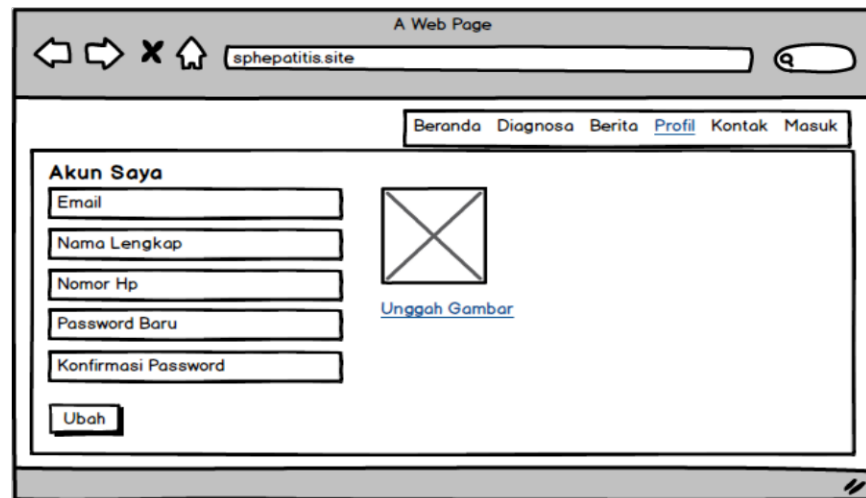 A Web Page
sphepatitis.site
Beranda Diagnosa Berita Profil Kontak Masuk
Akun Saya
Email
Nama Lengkap
Nomor Hp
Password Baru
Konfirmasi Password
Unggah Gambar
Ubah